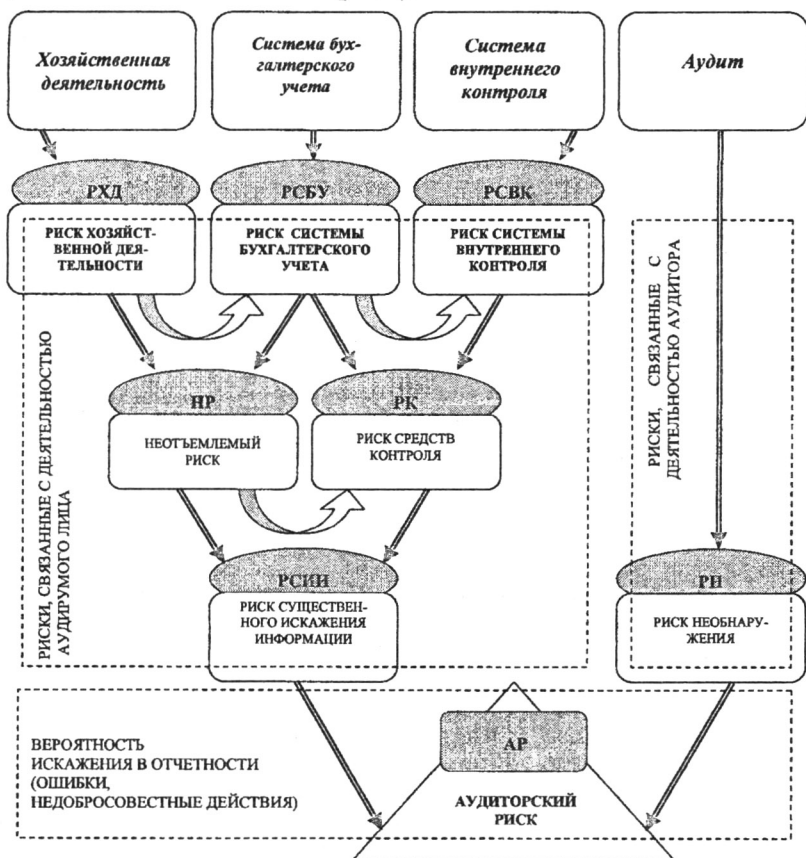 Хозяйственная
деятельность
Система бух-
галтерского
учета
Система
внутреннего
контроля
Аудит
РХД
РСБУ
РСВК
РИСК ХОЗЯЙСТ-
ВЕННОЙ ДЕЯ-
ТЕЛЬНОСТИ
РИСК СИСТЕМЫ
БУХГАЛТЕРСКОГО
УЧЕТА
РИСК СИСТЕМЫ
ВНУТРЕННЕГО
КОНТРОЛЯ
РИСКИ, СВЯЗАННЫЕ С ДЕЯТЕЛЬНОСТЬЮ
АУДИРУМОГО ЛИЦА
РИСКИ, СВЯЗАННЫЕ С
ДЕЯТЕЛЬНОСТЬЮ АУДИТОРА
НР
РК
НЕОТЪЕМЛЕМЫЙ
РИСК
РИСК СРЕДСТВ
КОНТРОЛЯ
РСИИ
РН
РИСК СУЩЕСТВЕН-
НОГО ИСКАЖЕНИЯ
ИНФОРМАЦИИ
РИСК НЕОБНАРУ-
ЖЕНИЯ
ВЕРОЯТНОСТЬ
ИСКАЖЕНИЯ В ОТЧЕТНОСТИ
(ОШИБКИ,
НЕДОБРОСОВЕСТНЫЕ ДЕЙСТВИЯ)
АР
АУДИТОРСКИЙ
РИСК